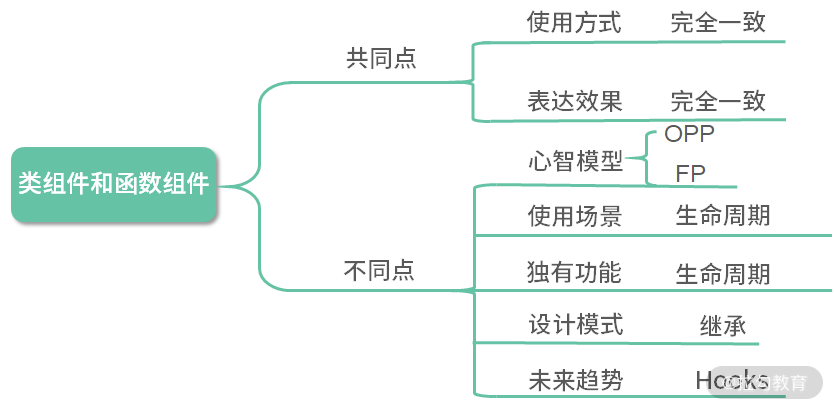 使用方式 完全一致
共同点
表达效果 完全一致
心智模型 OPP
FP
类组件和函数组件
使用场景 生命周期
不同点
独有功能 生命周期
设计模式 继承
未来趋势 Hooks